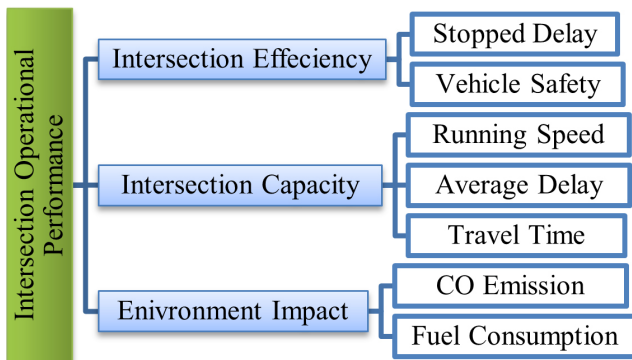 Intersection Operational
Performance
Intersection Effeciency
Stopped Delay
Vehicle Safety
Intersection Capacity
Running Speed
Average Delay
Travel Time
Enivronment Impact
CO Emission
Fuel Consumption